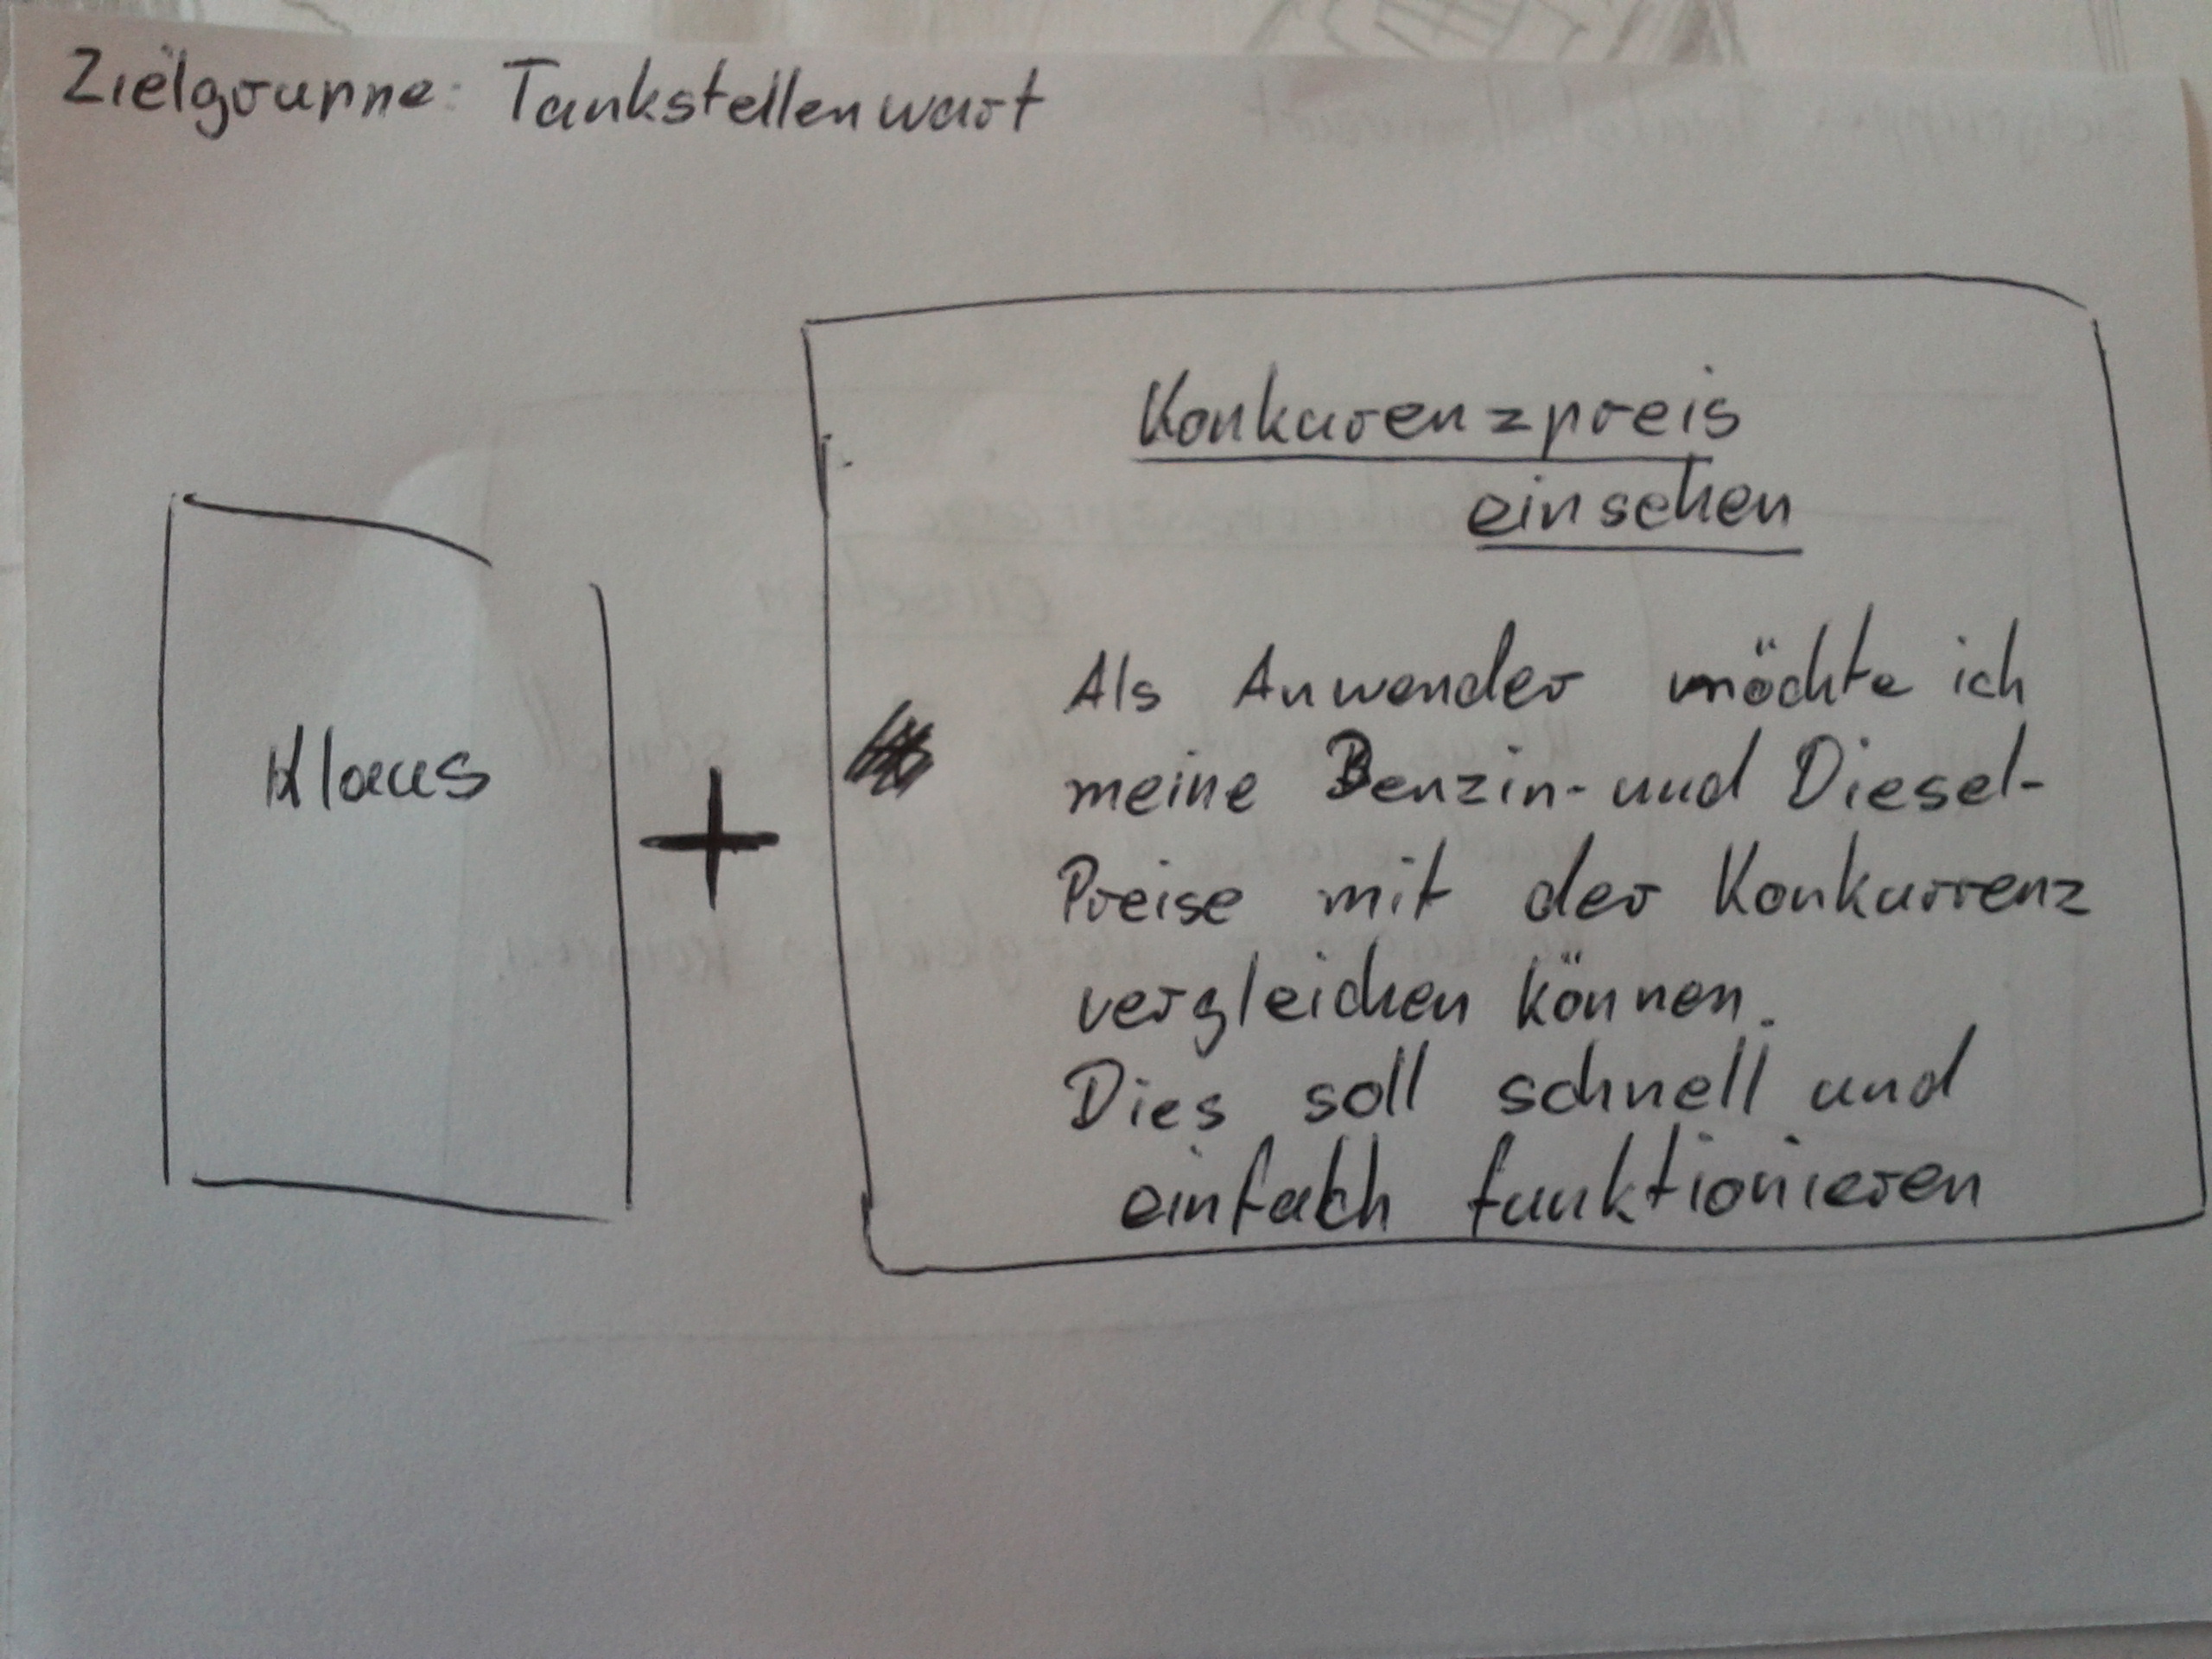 Zielgruppe: Tankstellenwart
Klaus
+
Konkurenzpreis
einsehen
Als Anwender möchte ich
meine Benzin- und Diesel-
Preise mit der Konkurrenz
vergleichen können.
Dies soll schnell und
einfach funktionieren